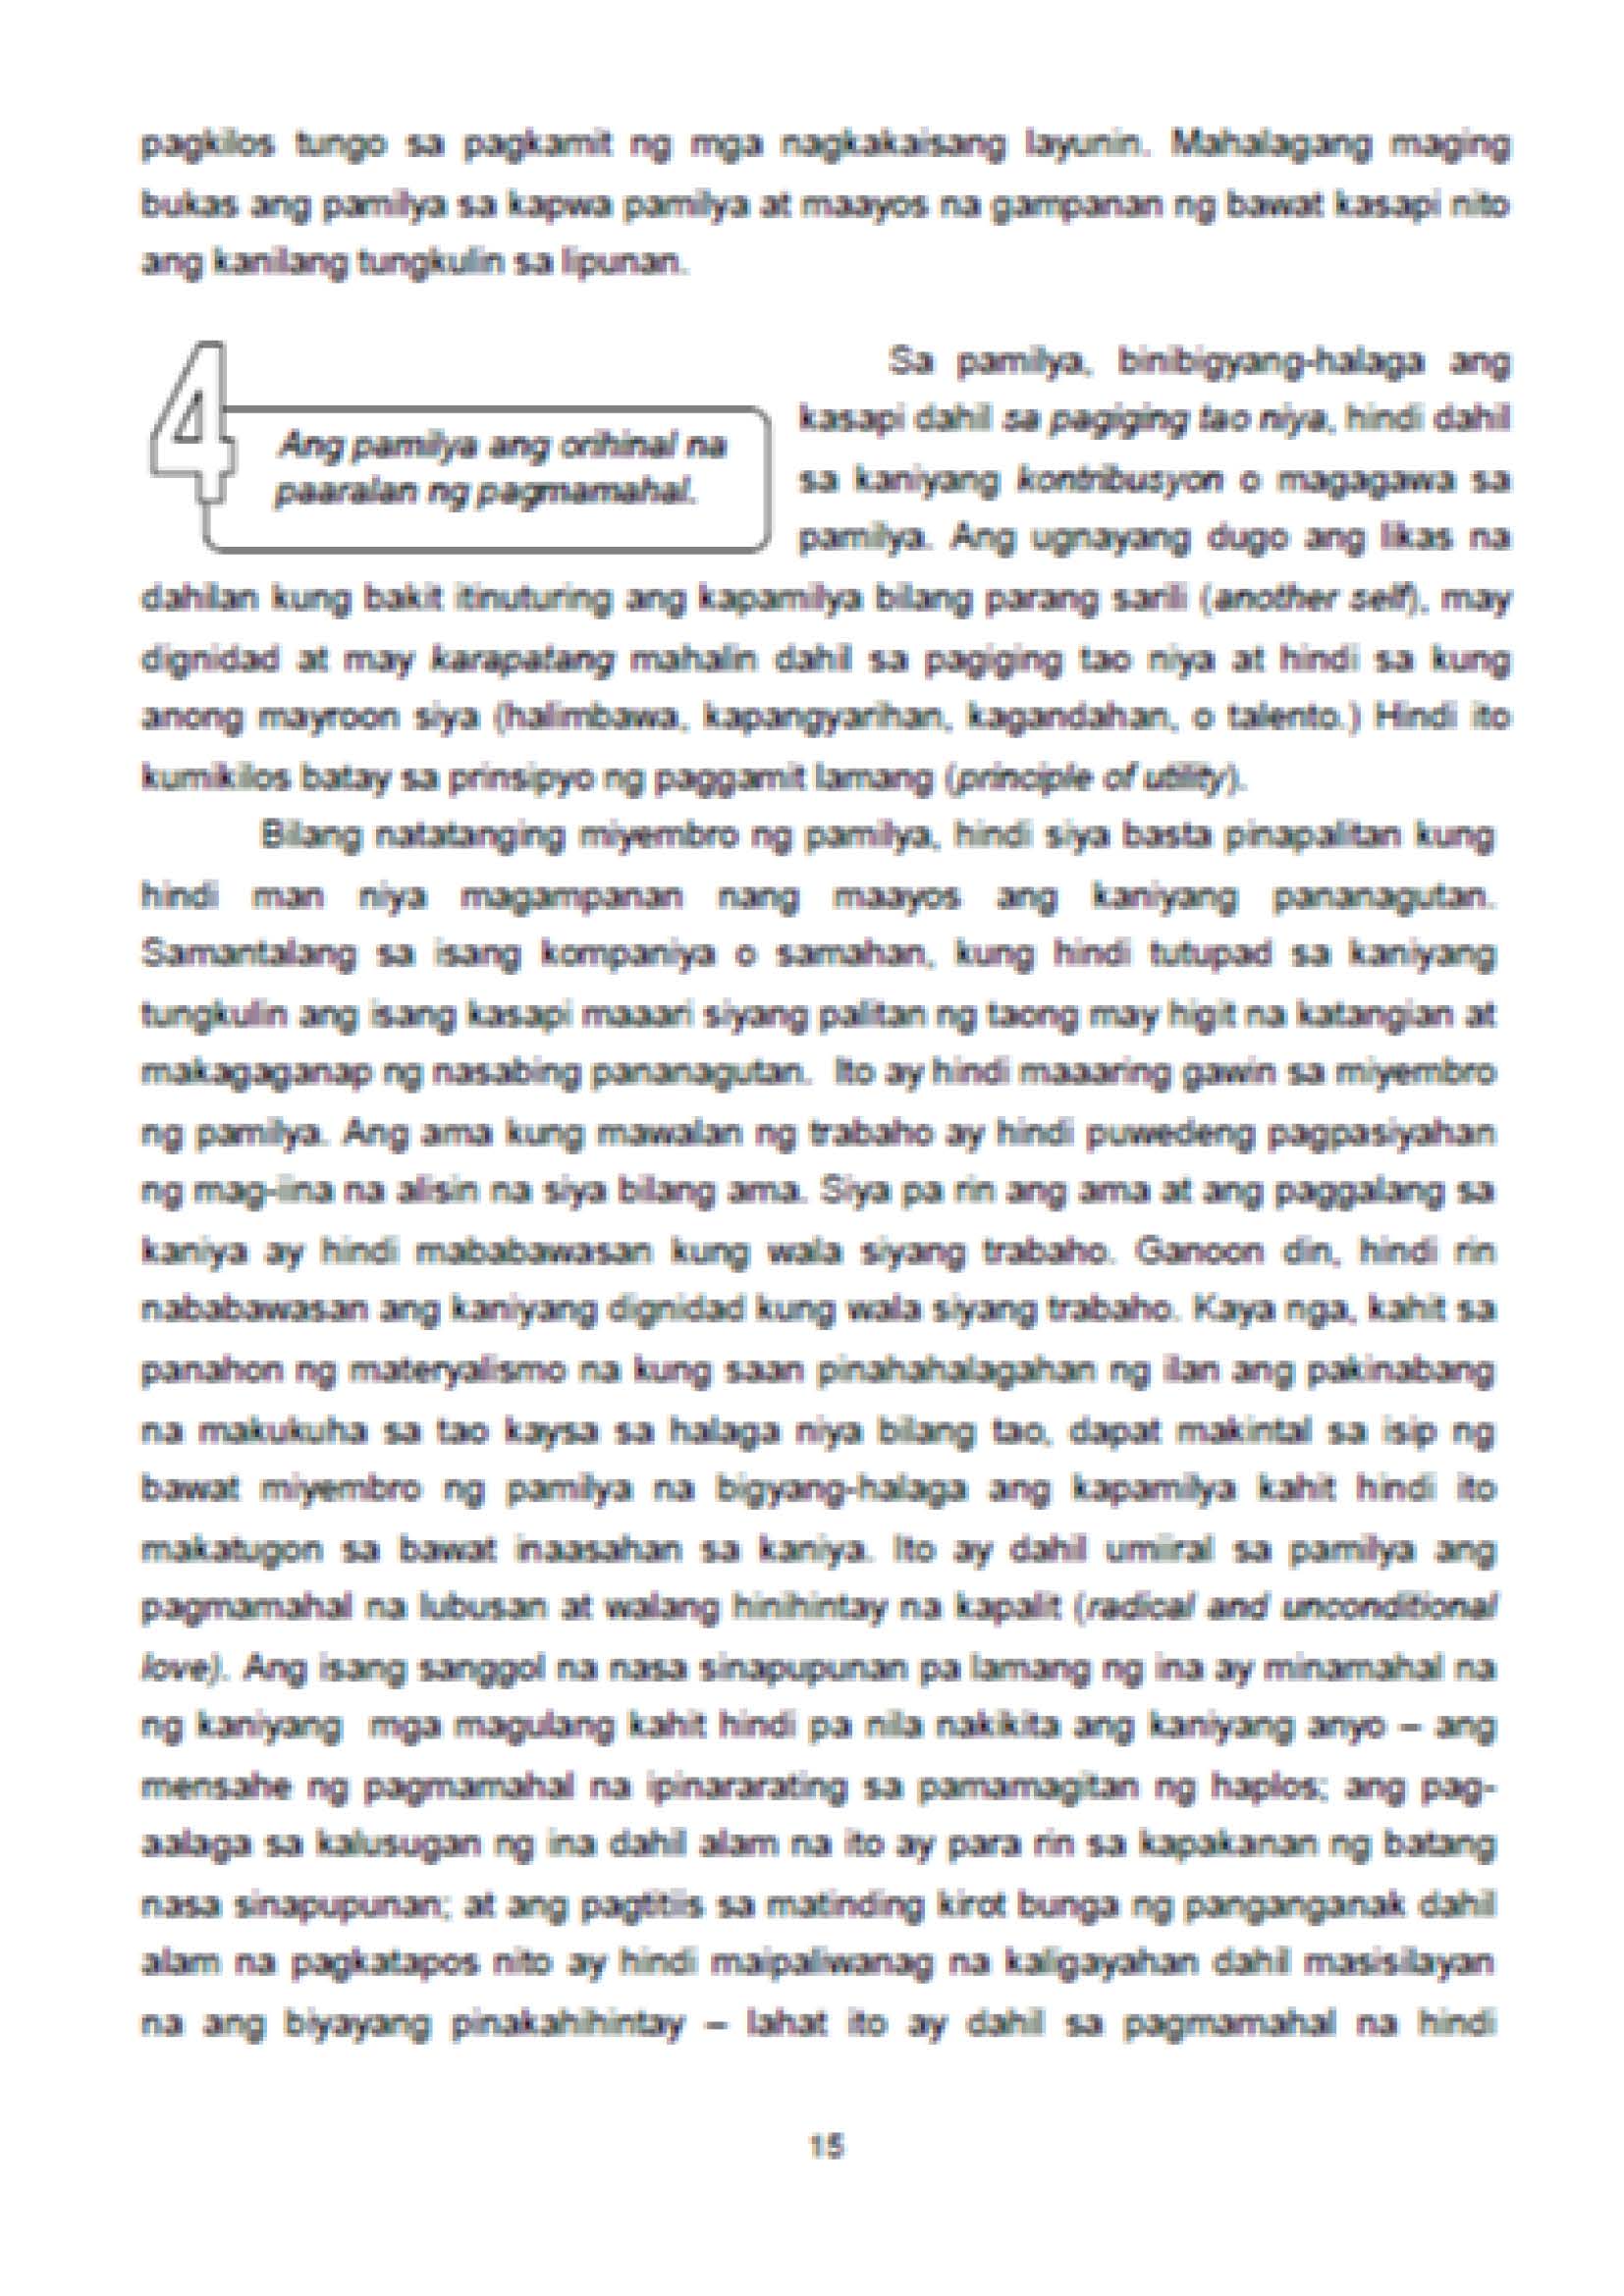 pagkilos tungo sa pagkamit ng mga nagkakaisang layunin. Mahalagang maging
bukas ang pamilya sa kapwa pamilya at maayos na gampanan ng bawat kasapi nito
ang kanilang tungkulin sa lipunan.
4
Ang pamilya ang orihinal na
paaralan ng pagmamahal.
Sa pamilya, binibigyang-halaga ang
kasapi dahil sa pagiging tao niya, hindi dahil
sa kaniyang kontribusyon o magagawa sa
pamilya. Ang ugnayang dugo ang likas na
dahilan kung bakit itinuturing ang kapamilya bilang parang sarili (another self), may
dignidad at may karapatang mahalin dahil sa pagiging tao niya at hindi sa kung
anong mayroon siya (halimbawa, kapangyarihan, kagandahan, o talento.) Hindi ito
kumikilos batay sa prinsipyo ng paggamit lamang (principle of utility).
Bilang natatanging miyembro ng pamilya, hindi siya basta pinapalitan kung
hindi man niya magampanan nang maayos ang kaniyang pananagutan.
Samantalang sa isang kompaniya o samahan, kung hindi tutupad sa kaniyang
tungkulin ang isang kasapi maaari siyang palitan ng taong may higit na katangian at
makagaganap ng nasabing pananagutan. Ito ay hindi maaaring gawin sa miyembro
ng pamilya. Ang ama kung mawalan ng trabaho ay hindi puwedeng pagpasiyahan
ng mag-iina na alisin na siya bilang ama. Siya pa rin ang ama at ang paggalang sa
kaniya ay hindi mababawasan kung wala siyang trabaho. Ganoon din, hindi rin
nababawasan ang kaniyang dignidad kung wala siyang trabaho. Kaya nga, kahit sa
panahon ng materyalismo na kung saan pinahahalagahan ng ilan ang pakinabang
na makukuha sa tao kaysa sa halaga niya bilang tao, dapat makintal sa isip ng
bawat miyembro ng pamilya na bigyang-halaga ang kapamilya kahit hindi ito
makatugon sa bawat inaasahan sa kaniya. Ito ay dahil umiiral sa pamilya ang
pagmamahal na lubusan at walang hinihintay na kapalit (radical and unconditional
love). Ang isang sanggol na nasa sinapupunan pa lamang ng ina ay minamahal na
ng kaniyang mga magulang kahit hindi pa nila nakikita ang kaniyang anyo – ang
mensahe ng pagmamahal na ipinararating sa pamamagitan ng haplos; ang pag-
aalaga sa kalusugan ng ina dahil alam na ito ay para rin sa kapakanan ng batang
nasa sinapupunan; at ang pagtitiis sa matinding kirot bunga ng panganganak dahil
alam na pagkatapos nito ay hindi maipaliwanag na kaligayahan dahil masisilayan
na ang biyayang pinakahihintay – lahat ito ay dahil sa pagmamahal na hindi
15